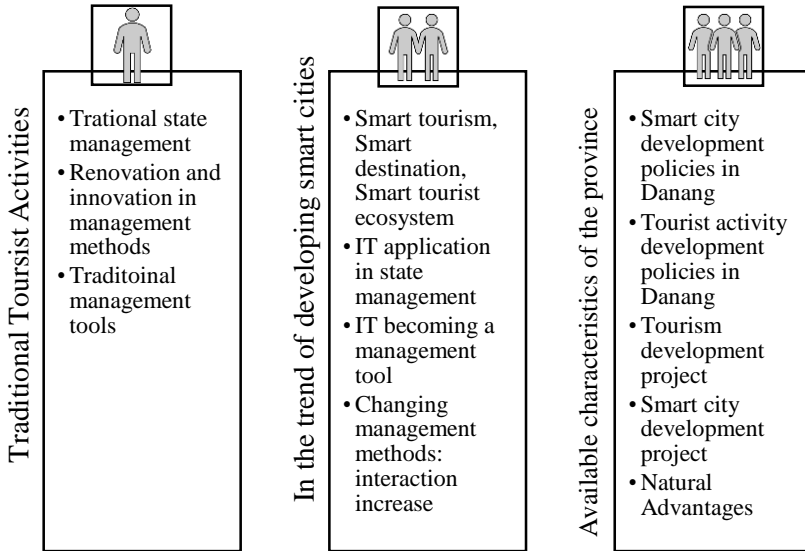 Traditional Toursist Activities
• Trational state
management
• Renovation and
innovation in
management
methods
• Traditoinal
management
tools
In the trend of developing smart cities
• Smart tourism,
Smart
destination,
Smart tourist
ecosystem
• IT application
in state
management
• IT becoming a
management
tool
• Changing
management
methods:
interaction
increase
Available characteristics of the province
• Smart city
development
policies in
Danang
• Tourist activity
development
policies in
Danang
• Tourism
development
project
• Smart city
development
project
• Natural
Advantages